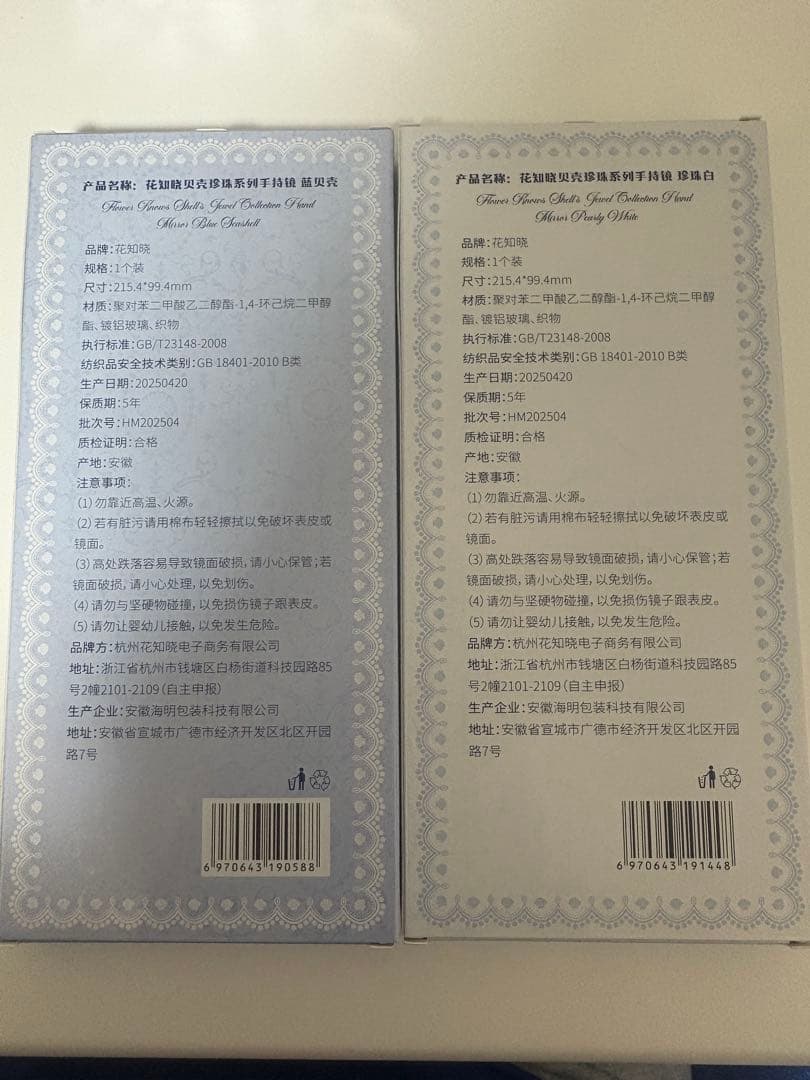 产品名称：花知晓贝壳珍珠系列手持镜 蓝贝壳
Flower Knows Shell's Jewel Collection Hand
Mirror Blue Seashell
品牌：花知晓
规格：1个装
尺寸：215.4*99.4mm
材质：聚对苯二甲酸乙二醇酯-1,4-环己烷二甲醇
酯、镀铝玻璃、织物
执行标准：GB/T23148-2008
纺织品安全技术类别：GB 18401-2010 B类
生产日期：20250420
保质期：5年
批次号：HM202504
质检证明：合格
产地：安徽
注意事项：
（1）勿靠近高温、火源。
（2）若有脏污请用棉布轻轻擦拭以免破坏表皮或
镜面。
（3）高处跌落容易导致镜面破损，请小心保管；若
镜面破损，请小心处理，以免划伤。
（4）请勿与坚硬物碰撞，以免损伤镜子跟表皮。
（5）请勿让婴幼儿接触，以免发生危险。
品牌方：杭州花知晓电子商务有限公司
地址：浙江省杭州市钱塘区白杨街道科技园路85
号2幢2101-2109（自主申报）
生产企业：安徽海明包装科技有限公司
地址：安徽省宣城市广德市经济开发区北区开园
路7号
6 970643 190588
产品名称：花知晓贝壳珍珠系列手持镜 珍珠白
Flower Knows Shell's Jewel Collection Hand
Mirror Pearly White
品牌：花知晓
规格：1个装
尺寸：215.4*99.4mm
材质：聚对苯二甲酸乙二醇酯-1,4-环己烷二甲醇
酯、镀铝玻璃、织物
执行标准：GB/T23148-2008
纺织品安全技术类别：GB 18401-2010 B类
生产日期：20250420
保质期：5年
批次号：HM202504
质检证明：合格
产地：安徽
注意事项：
（1）勿靠近高温、火源。
（2）若有脏污请用棉布轻轻擦拭以免破坏表皮或
镜面。
（3）高处跌落容易导致镜面破损，请小心保管；若
镜面破损，请小心处理，以免划伤。
（4）请勿与坚硬物碰撞，以免损伤镜子跟表皮。
（5）请勿让婴幼儿接触，以免发生危险。
品牌方：杭州花知晓电子商务有限公司
地址：浙江省杭州市钱塘区白杨街道科技园路85
号2幢2101-2109（自主申报）
生产企业：安徽海明包装科技有限公司
地址：安徽省宣城市广德市经济开发区北区开园
路7号
6 970643 191448